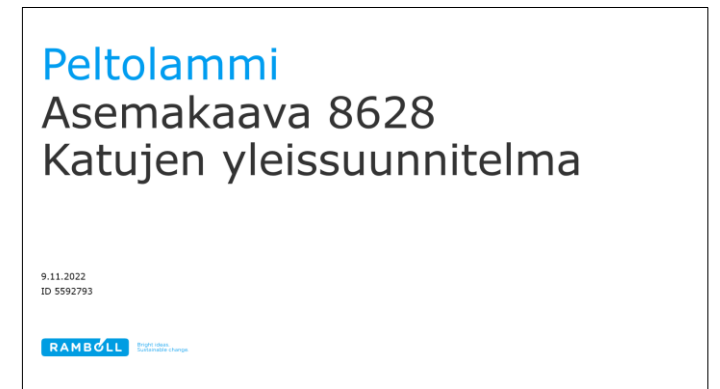 Peltolammi
Asemakaava 8628
Katujen yleissuunnitelma
9.11.2022
ID 5592793
RAMBOLL
Bright ideas.
Sustainable change.